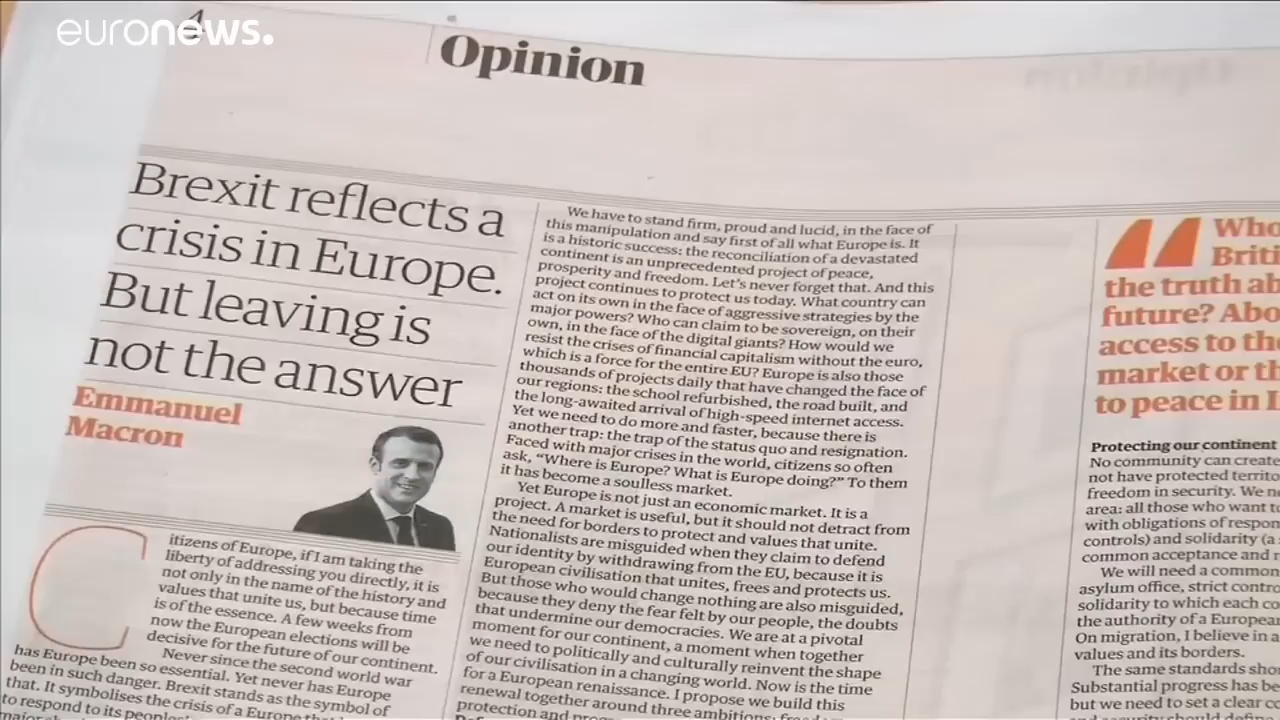 euronews.
4
Opinion
Brexit reflects a
crisis in Europe.
But leaving is
not the answer
Emmanuel
Macron
Citizens of Europe, if I am taking the
liberty of addressing you directly, it is
not only in the name of the history and
values that unite us, but because time
is of the essence. A few weeks from
now the European elections will be
decisive for the future of our continent.
Never since the second world war
has Europe been so essential. Yet never has Europe
been in such danger. Brexit stands as the symbol of
that. It symbolises the crisis of a Europe that
to respond to its peoples'
We have to stand firm, proud and lucid, in the face of
this manipulation and say first of all what Europe is. It
is a historic success: the reconciliation of a devastated
continent is an unprecedented project of peace,
prosperity and freedom. Let's never forget that. And this
project continues to protect us today. What country can
act on its own in the face of aggressive strategies by the
major powers? Who can claim to be sovereign, on their
own, in the face of the digital giants? How would we
resist the crises of financial capitalism without the euro,
which is a force for the entire EU? Europe is also those
thousands of projects daily that have changed the face of
our regions: the school refurbished, the road built, and
the long-awaited arrival of high-speed internet access.
Yet we need to do more and faster, because there is
another trap: the trap of the status quo and resignation.
Faced with major crises in the world, citizens so often
ask, "Where is Europe? What is Europe doing?" To them
it has become a soulless market.
Yet Europe is not just an economic market. It is a
project. A market is useful, but it should not detract from
the need for borders to protect and values that unite.
Nationalists are misguided when they claim to defend
our identity by withdrawing from the EU, because it is
European civilisation that unites, frees and protects us.
But those who would change nothing are also misguided,
because they deny the fear felt by our people, the doubts
that undermine our democracies. We are at a pivotal
moment for our continent, a moment when together
we need to politically and culturally reinvent the shape
of our civilisation in a changing world. Now is the time
for a European renaissance. I propose we build this
renewal together around three ambitions:
protection and
“ Who
Briti
the truth ab
future? Abo
access to the
market or th
to peace in I
Protecting our continent
No community can create
not have protected territo
freedom in security. We n
area: all those who want t
with obligations of respon
controls) and solidarity (a
common acceptance and r
We will need a common
asylum office, strict contro
solidarity to which each co
the authority of a European
On migration, I believe in a
values and its borders.
The same standards sho
Substantial progress has be
but we need to set a clear co